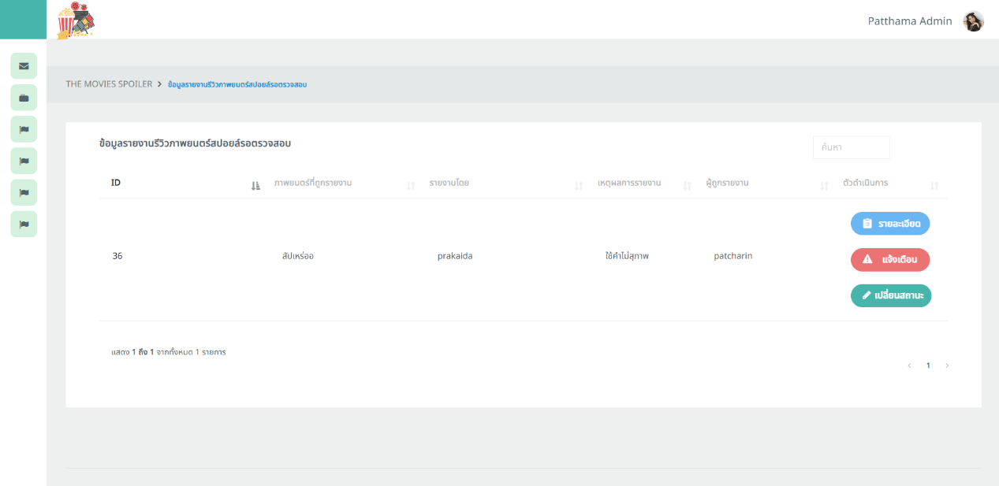 Patthama Admin
THE MOVIES SPOILER > ข้อมูลรายงานรีวิวภาพยนตร์สปอยล์รอตรวจสอบ
ข้อมูลรายงานรีวิวภาพยนตร์สปอยล์รอตรวจสอบ
ค้นหา
ID ภาพยนตร์ที่ถูกรายงาน รายงานโดย เหตุผลการรายงาน ผู้ถูกรายงาน ตัวดำเนินการ
รายละเอียด
36 สัปเหร่อ prakaida ใช้คำไม่สุภาพ patcharin แจ้งเตือน
เปลี่ยนสถานะ
แสดง 1 ถึง 1 จากทั้งหมด 1 รายการ
‹ 1 ›